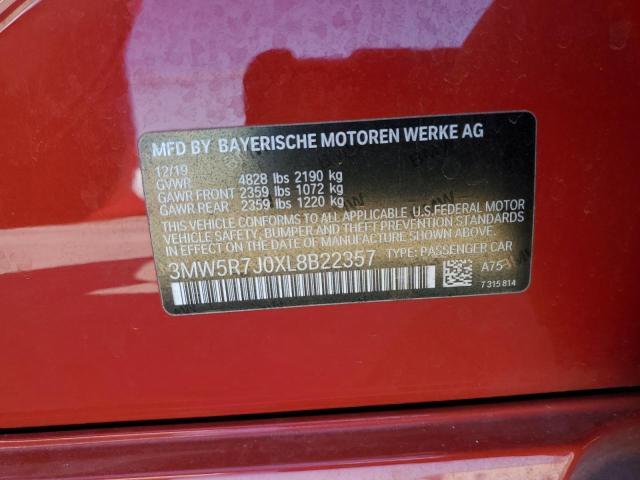 MFD BY BAYERISCHE MOTOREN WERKE AG
12/19
GVWR 4828 lbs 2190 kg
GAWR FRONT 2359 lbs 1072 kg
GAWR REAR 2359 lbs 1220 kg
THIS VEHICLE CONFORMS TO ALL APPLICABLE U.S.FEDERAL MOTOR
VEHICLE SAFETY, BUMPER AND THEFT PREVENTION STANDARDS
IN EFFECT ON THE DATE OF MANUFACTURE SHOWN ABOVE.
3MW5R7J0XL8B22357 TYPE: PASSENGER CAR
A75
7 315 814